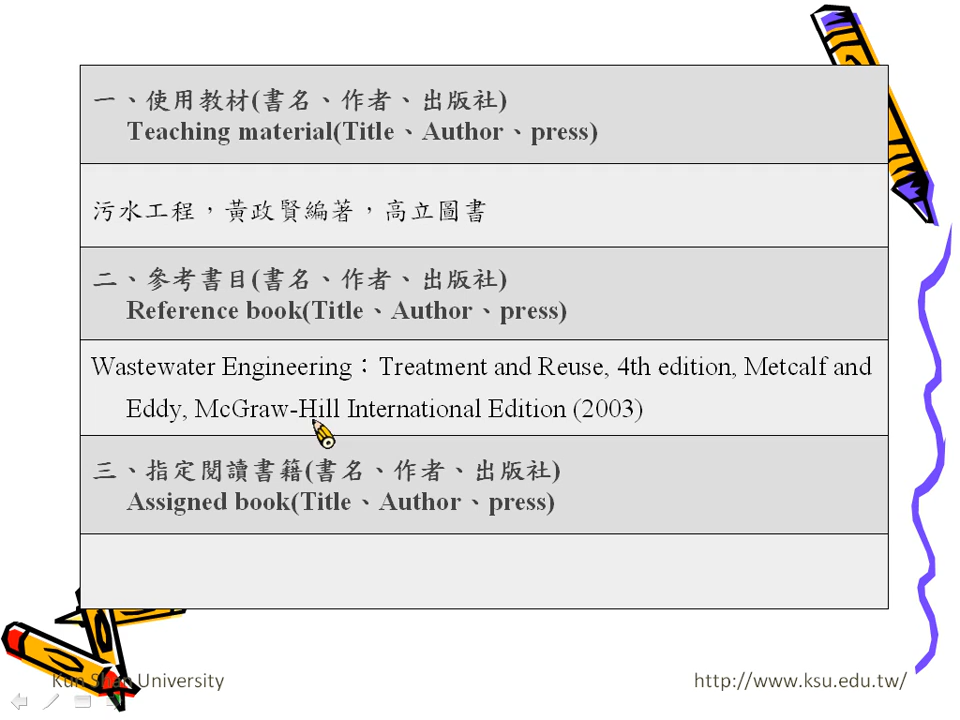 一、使用教材(書名、作者、出版社)
Teaching material(Title、Author、press)
污水工程，黃政賢編著，高立圖書
二、參考書目(書名、作者、出版社)
Reference book(Title、Author、press)
Wastewater Engineering：Treatment and Reuse, 4th edition, Metcalf and
Eddy, McGraw-Hill International Edition (2003)
三、指定閱讀書籍(書名、作者、出版社)
Assigned book(Title、Author、press)
Kun Shan University
http://www.ksu.edu.tw/